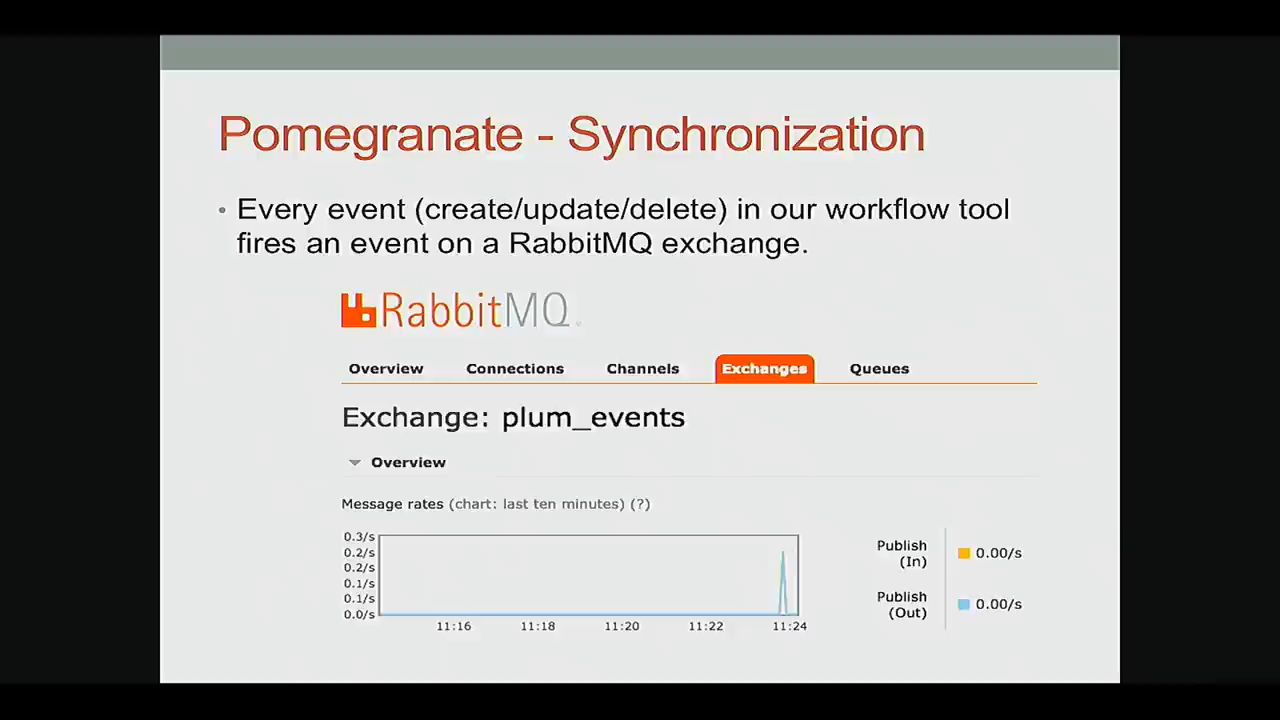 Pomegranate - Synchronization
• Every event (create/update/delete) in our workflow tool
fires an event on a RabbitMQ exchange.
RabbitMQ
Overview Connections Channels Exchanges Queues
Exchange: plum_events
Overview
Message rates (chart: last ten minutes) (?)
0.3/s
0.2/s
0.2/s
0.1/s
0.1/s
0.0/s
11:16 11:18 11:20 11:22 11:24
Publish
(In)
0.00/s
Publish
(Out)
0.00/s